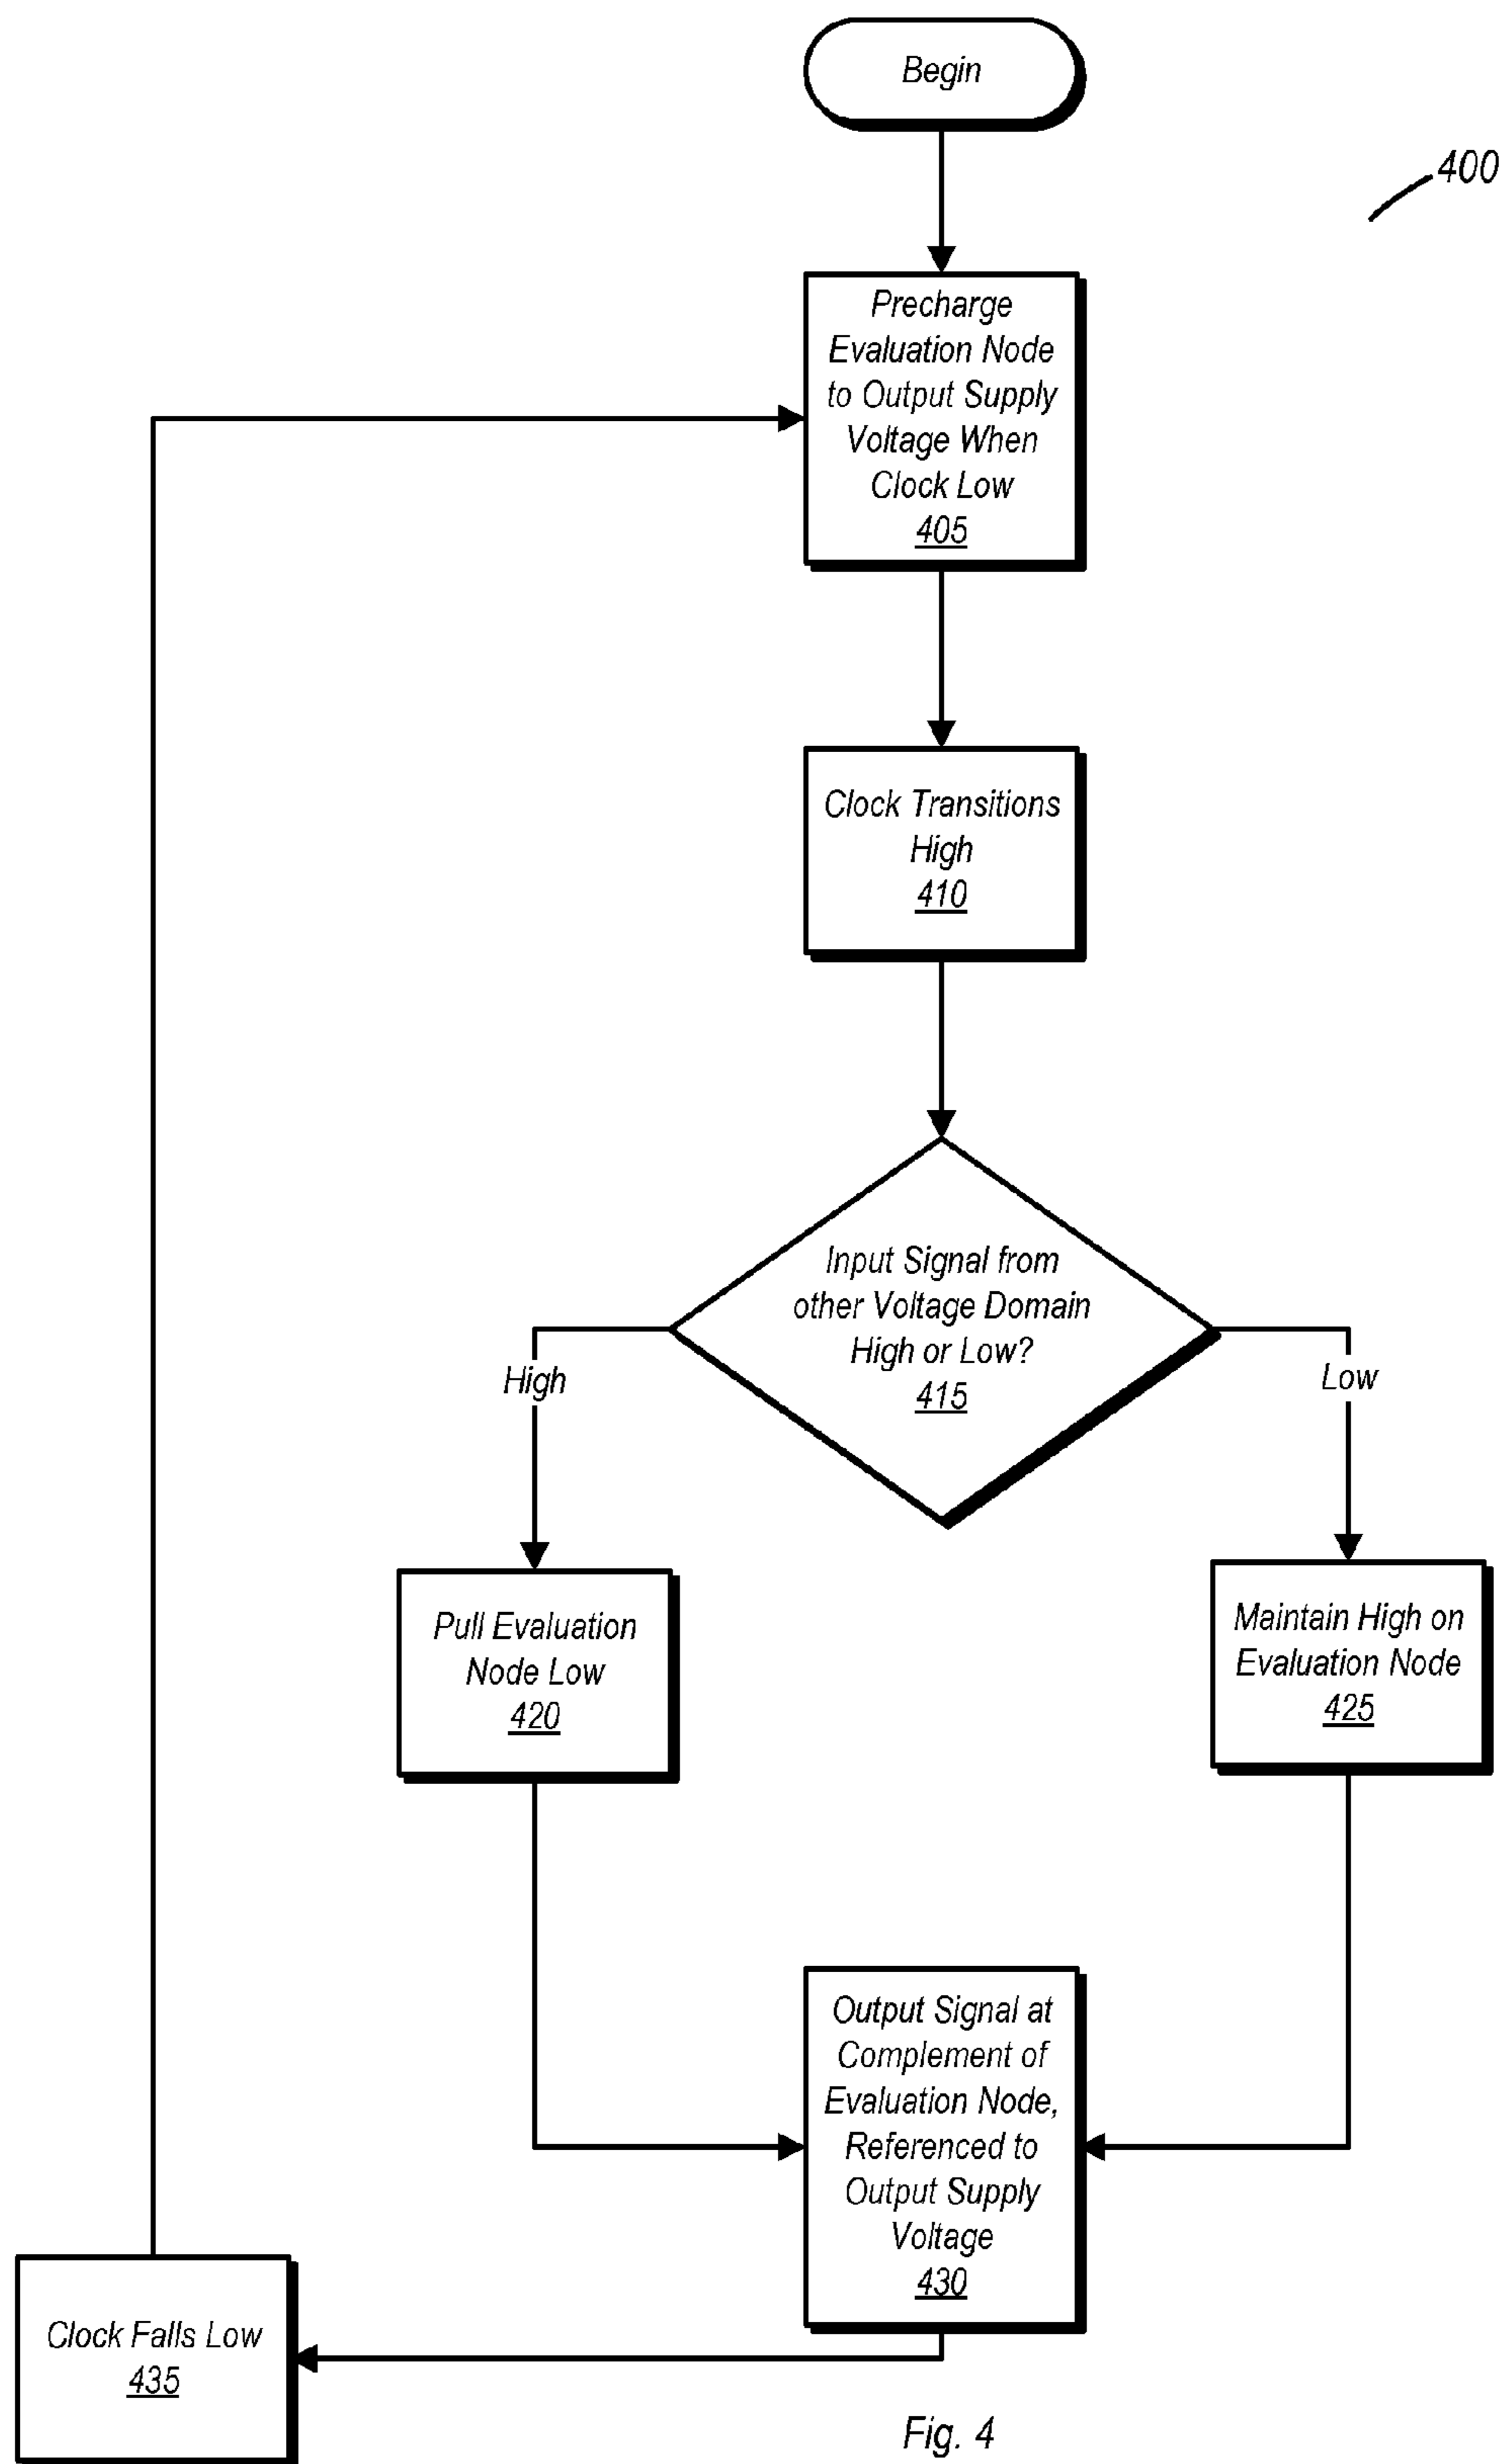 Begin
400
Precharge
Evaluation Node
to Output Supply
Voltage When
Clock Low
405
Clock Transitions
High
410
Input Signal from
other Voltage Domain
High or Low?
415
High
Low
Pull Evaluation
Node Low
420
Maintain High on
Evaluation Node
425
Output Signal at
Complement of
Evaluation Node,
Referenced to
Output Supply
Voltage
430
Clock Falls Low
435
Fig. 4